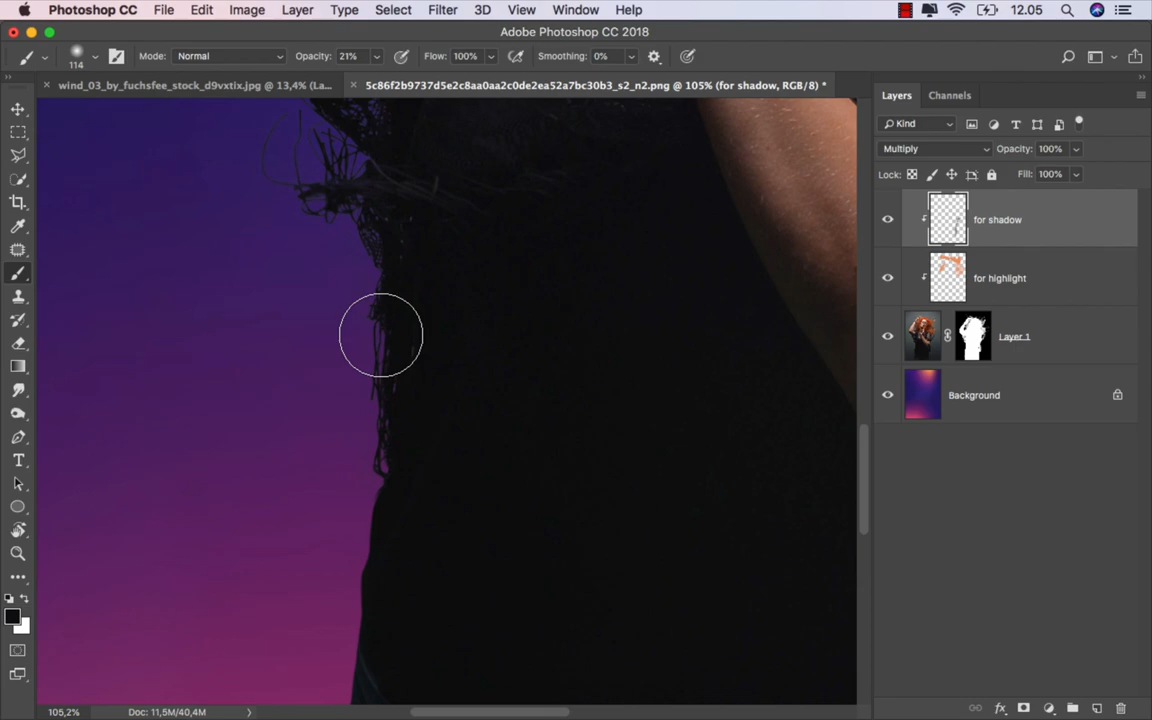 Photoshop CC File Edit Image Layer Type Select Filter 3D View Window Help 12.05
Adobe Photoshop CC 2018
114 Mode: Normal Opacity: 21% Flow: 100% Smoothing: 0%
wind_03_by_fuchsfee_stock_d9vxtix.jpg @ 13,4% (La... 5c86f2b9737d5e2c8aa0aa2c0de2ea52a7bc30b3_s2_n2.png @ 105% (for shadow, RGB/8) *
Layers Channels
Kind
Multiply Opacity: 100%
Lock: Fill: 100%
for shadow
for highlight
Layer 1
Background
105,2% Doc: 11,5M/40,4M